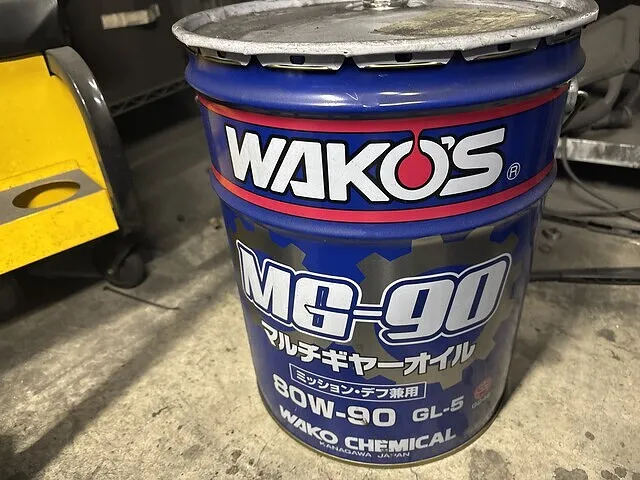 WAKO'S®
MG-90
マルチギヤーオイル
ミッション・デフ兼用
80W-90 GL-5
WAKO CHEMICAL
KANAGAWA JAPAN